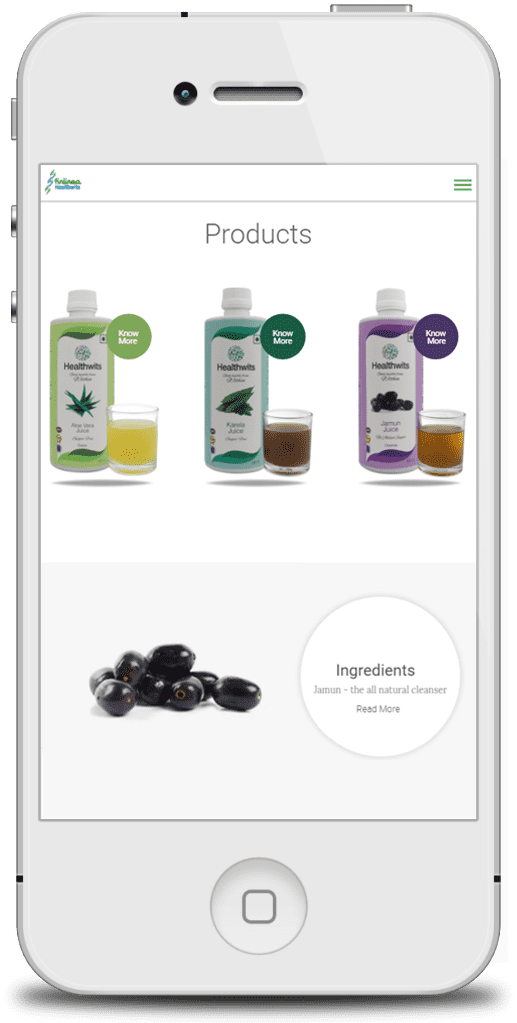 Healthwits
Products
Know
More
Healthwits
Aloe Vera
Juice
Know
More
Healthwits
Karela
Juice
Know
More
Healthwits
Jamun
Juice
Ingredients
Jamun - the all natural cleanser
Read More